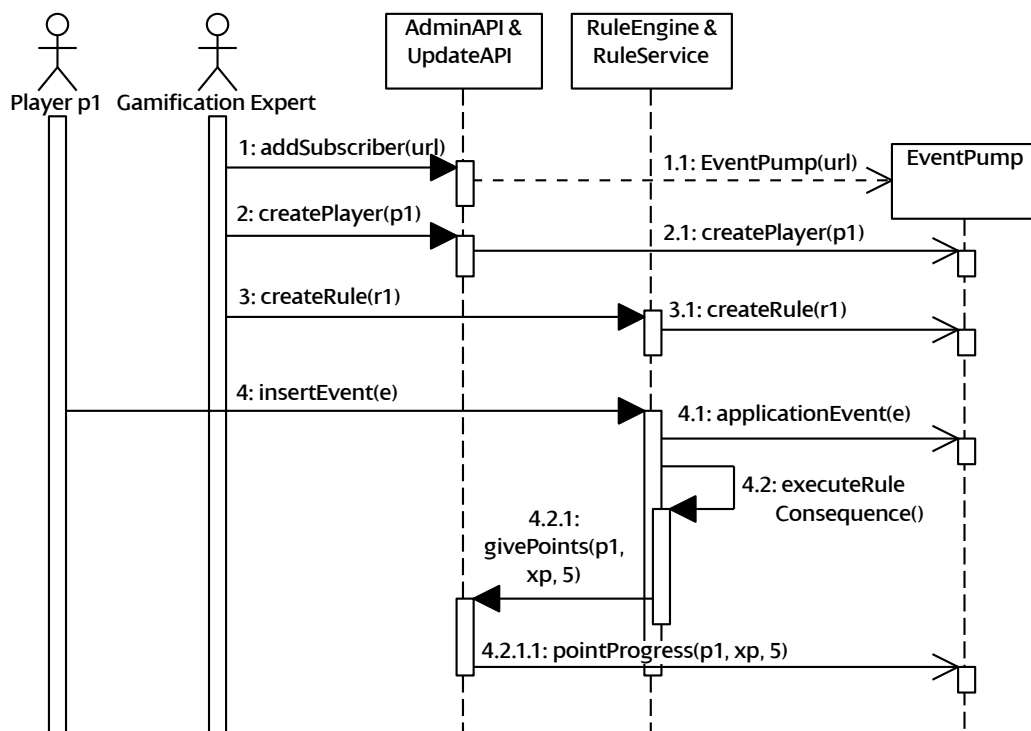 AdminAPI &
UpdateAPI
RuleEngine &
RuleService
Player p1
Gamification Expert
1: addSubscriber(url)
1.1: EventPump(url)
EventPump
2: createPlayer(p1)
2.1: createPlayer(p1)
3: createRule(r1)
3.1: createRule(r1)
4: insertEvent(e)
4.1: applicationEvent(e)
4.2: executeRule
Consequence()
4.2.1:
givePoints(p1,
xp, 5)
4.2.1.1: pointProgress(p1, xp, 5)